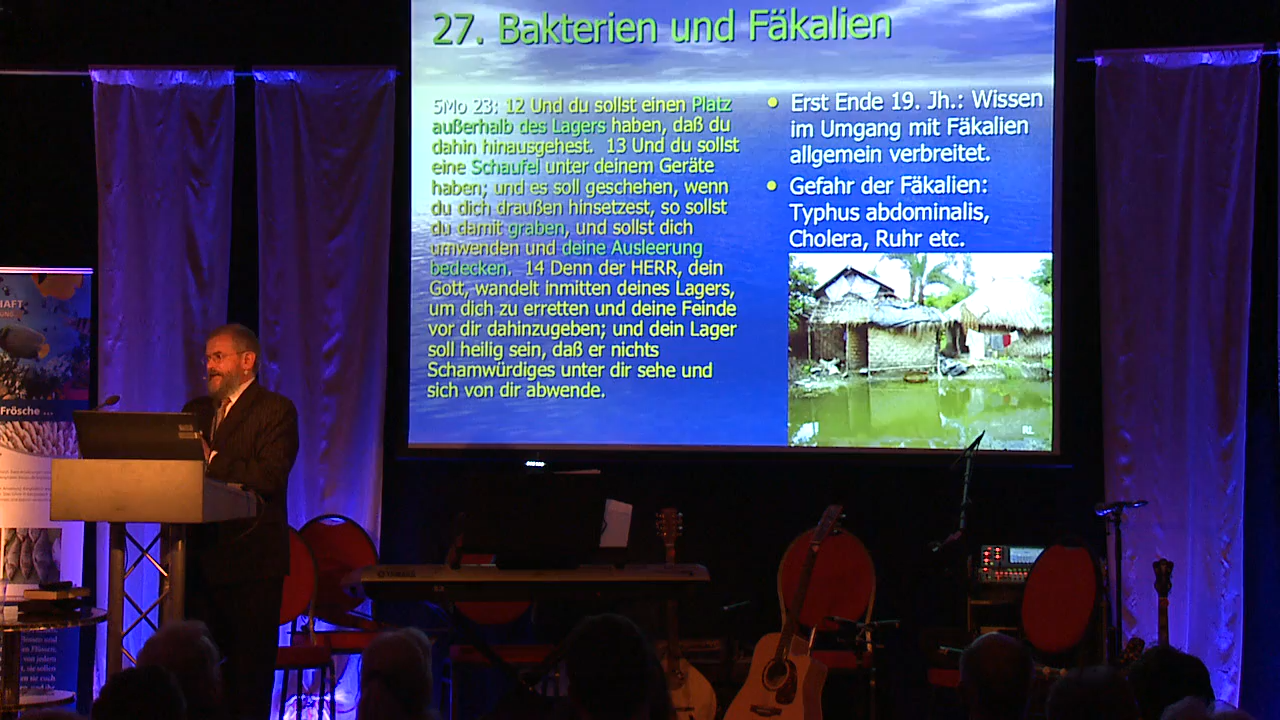 27. Bakterien und Fäkalien
5Mo 23: 12 Und du sollst einen Platz
außerhalb des Lagers haben, daß du
dahin hinausgehest. 13 Und du sollst
eine Schaufel unter deinem Geräte
haben; und es soll geschehen, wenn
du dich draußen hinsetzest, so sollst
du damit graben, und sollst dich
umwenden und deine Ausleerung
bedecken. 14 Denn der HERR, dein
Gott, wandelt inmitten deines Lagers,
um dich zu erretten und deine Feinde
vor dir dahinzugeben; und dein Lager
soll heilig sein, daß er nichts
Schamwürdiges unter dir sehe und
sich von dir abwende.
• Erst Ende 19. Jh.: Wissen
im Umgang mit Fäkalien
allgemein verbreitet.
• Gefahr der Fäkalien:
Typhus abdominalis,
Cholera, Ruhr etc.
RL
HAFT
Frösche ...
YAMAHA